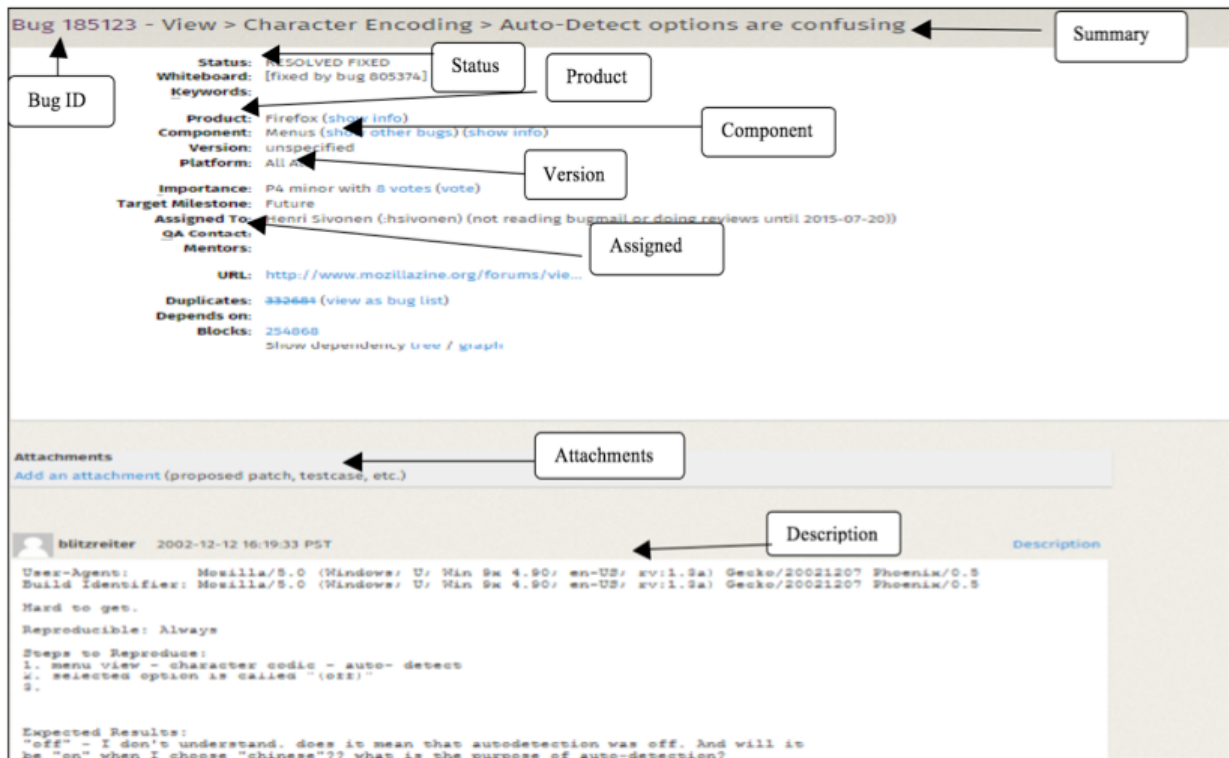 Bug 185123 - View > Character Encoding > Auto-Detect options are confusing
Summary
Status: RESOLVED FIXED
Status
Whiteboard: [fixed by bug 805374]
Product
Keywords:
Bug ID
Product: Firefox (show info)
Component: Menus (show other bugs) (show info)
Component
Version: unspecified
Platform: All
Version
Importance: P4 minor with 8 votes (vote)
Target Milestone: Future
Assigned To: Henri Sivonen (:hsivonen) (not reading bugmail or doing reviews until 2015-07-20))
QA Contact:
Assigned
Mentors:
URL: http://www.mozillazine.org/forums/vie...
Duplicates: 332681 (view as bug list)
Depends on:
Blocks: 254868
Show dependency tree / graph
Attachments
Attachments
Add an attachment (proposed patch, testcase, etc.)
Description
blitzreiter 2002-12-12 16:19:33 PST
Description
User-Agent: Mozilla/5.0 (Windows; U; Win 9x 4.90; en-US; rv:1.3a) Gecko/20021207 Phoenix/0.5
Build Identifier: Mozilla/5.0 (Windows; U; Win 9x 4.90; en-US; rv:1.3a) Gecko/20021207 Phoenix/0.5
Hard to get.
Reproducible: Always
Steps to Reproduce:
1. menu view - character codic - auto- detect
2. selected option is called "(off)"
3.
Expected Results:
"off" - I don't understand. does it mean that autodetection was off. And will it
be "on" when I choose "chinese"?? what is the purpose of auto-detection?